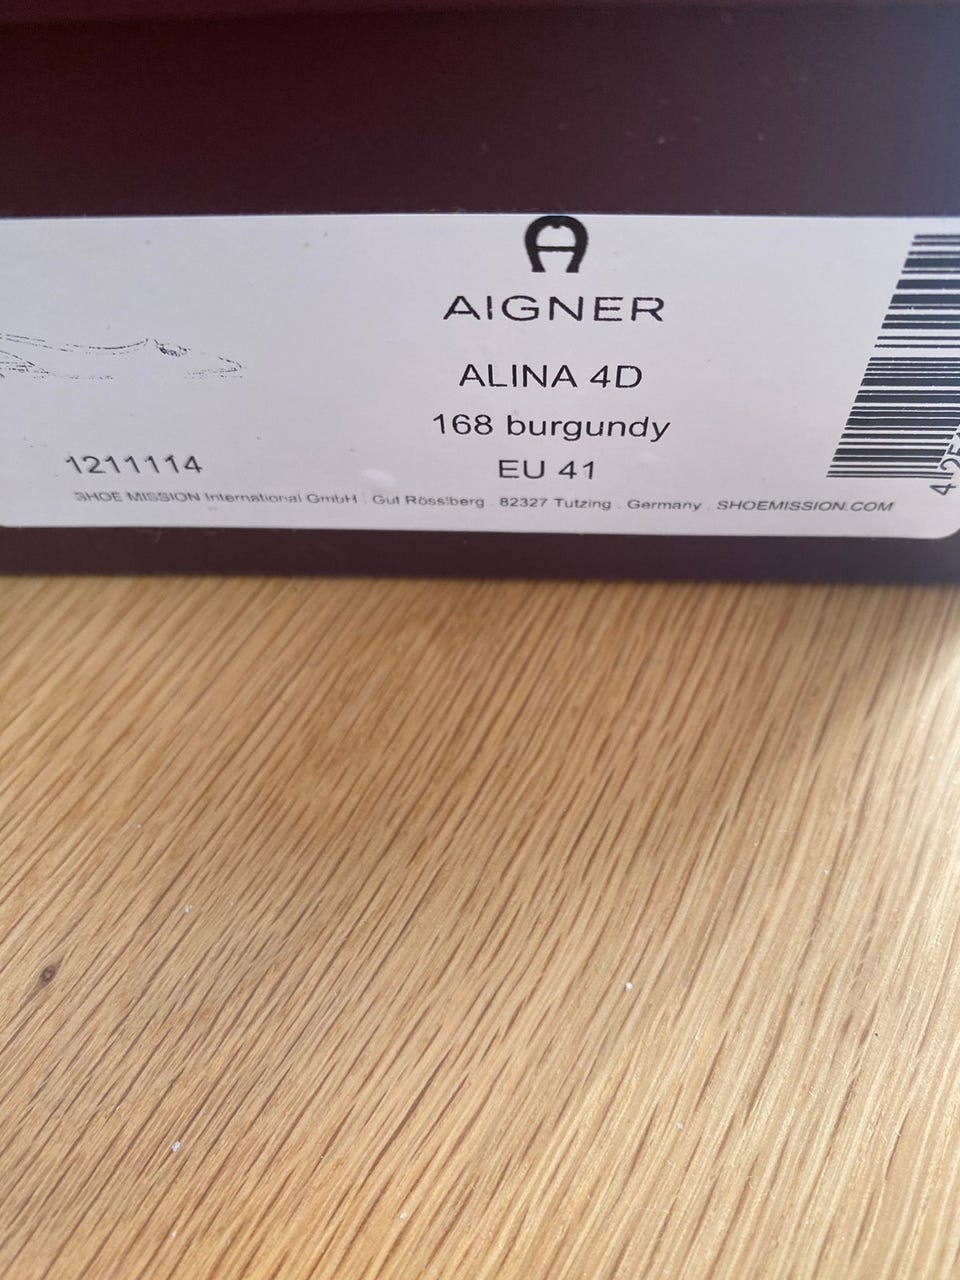 AIGNER
ALINA 4D
168 burgundy
EU 41
1211114
SHOE MISSION International GmbH . Gut Rösslberg . 82327 Tutzing . Germany . SHOEMISSION.COM